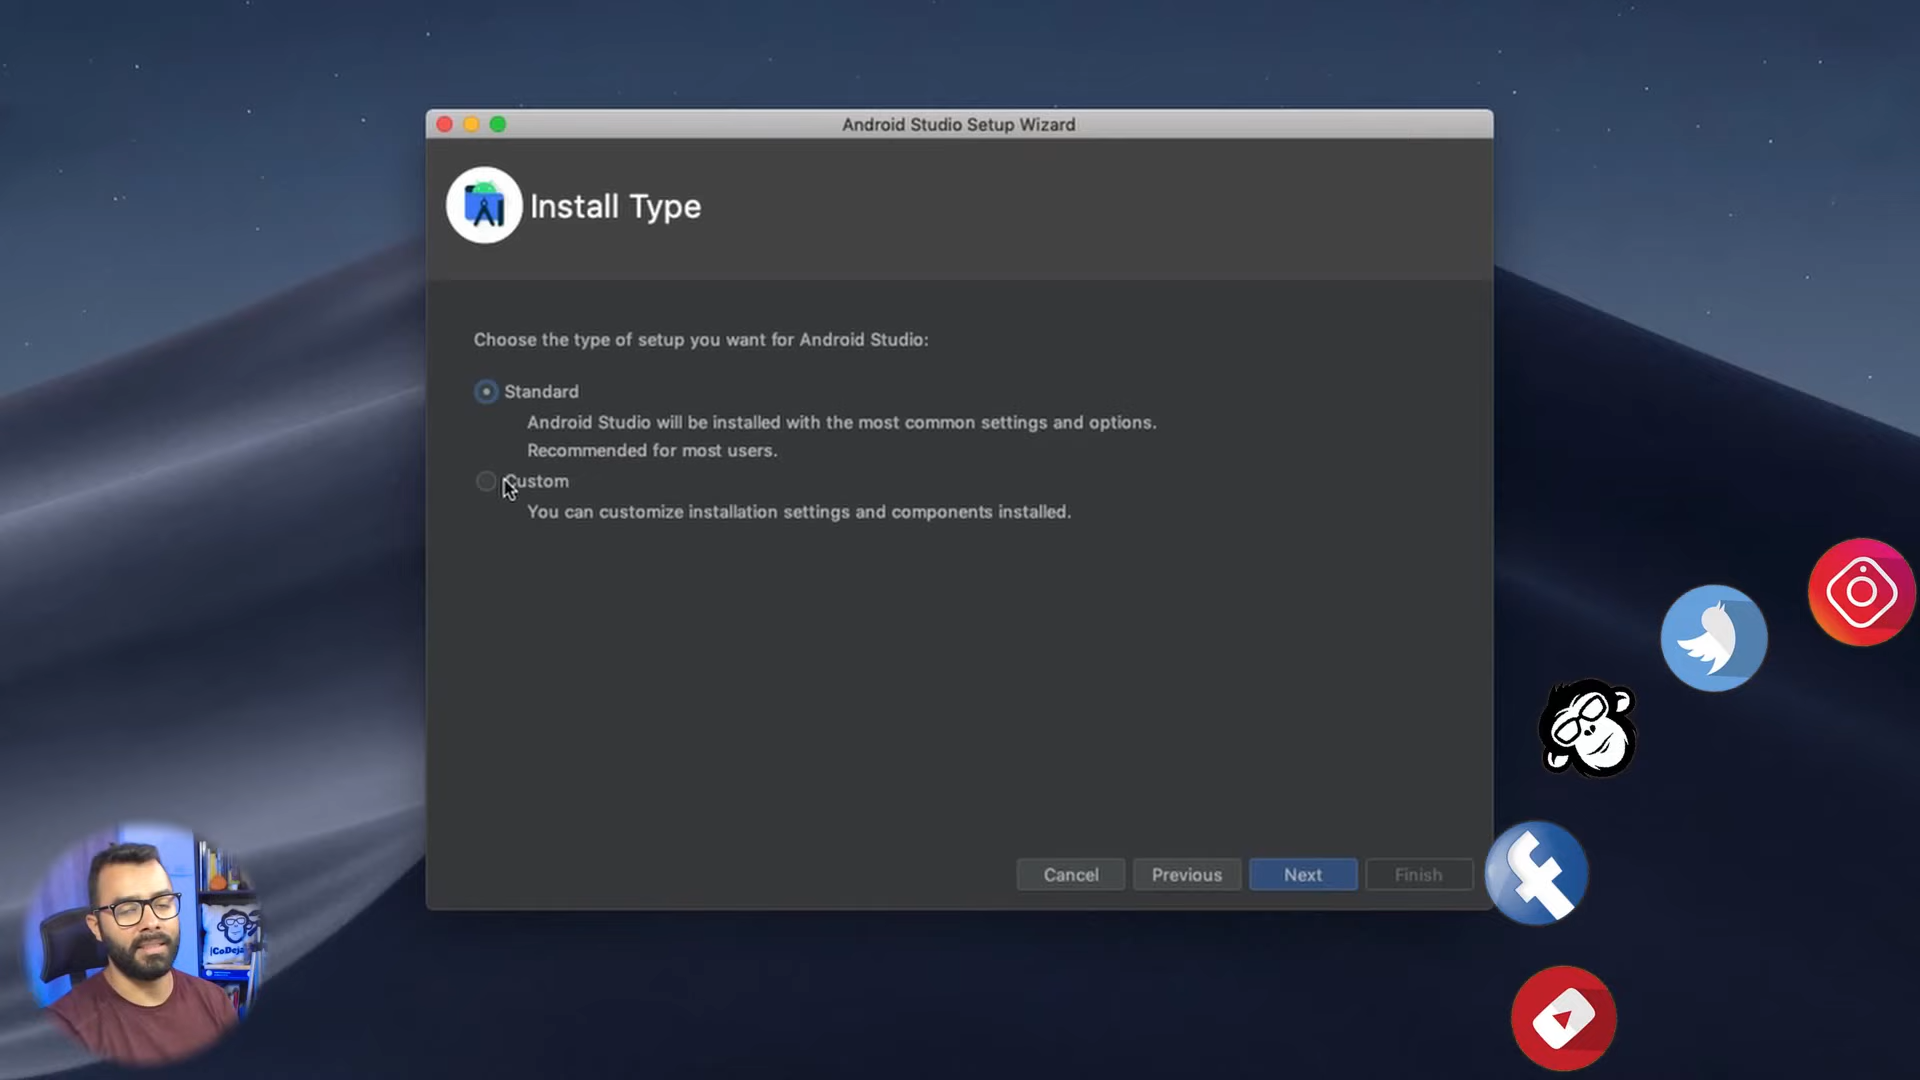 Android Studio Setup Wizard
Install Type
Choose the type of setup you want for Android Studio:
Standard
Android Studio will be installed with the most common settings and options.
Recommended for most users.
Custom
You can customize installation settings and components installed.
Cancel
Previous
Next
Finish